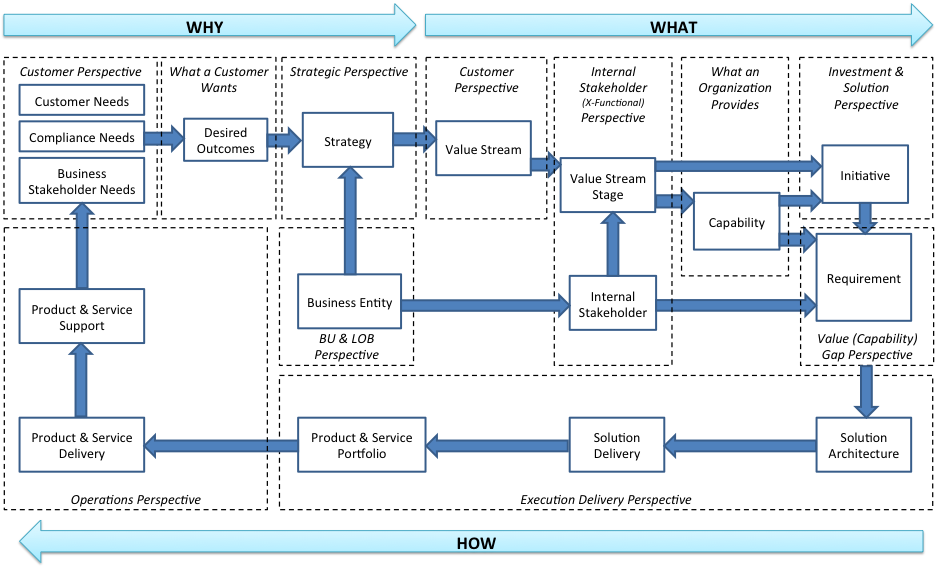 WHY
WHAT
Customer Perspective
Customer Needs
Compliance Needs
Business
Stakeholder Needs
What a Customer
Wants
Desired
Outcomes
Strategic Perspective
Strategy
Customer
Perspective
Value Stream
Internal
Stakeholder
(X-Functional)
Perspective
Value Stream
Stage
What an
Organization
Provides
Capability
Investment &
Solution
Perspective
Initiative
Requirement
Value (Capability)
Gap Perspective
Business Entity
BU & LOB
Perspective
Internal
Stakeholder
Product & Service
Support
Product & Service
Delivery
Operations Perspective
Product & Service
Portfolio
Solution
Delivery
Solution
Architecture
Execution Delivery Perspective
HOW